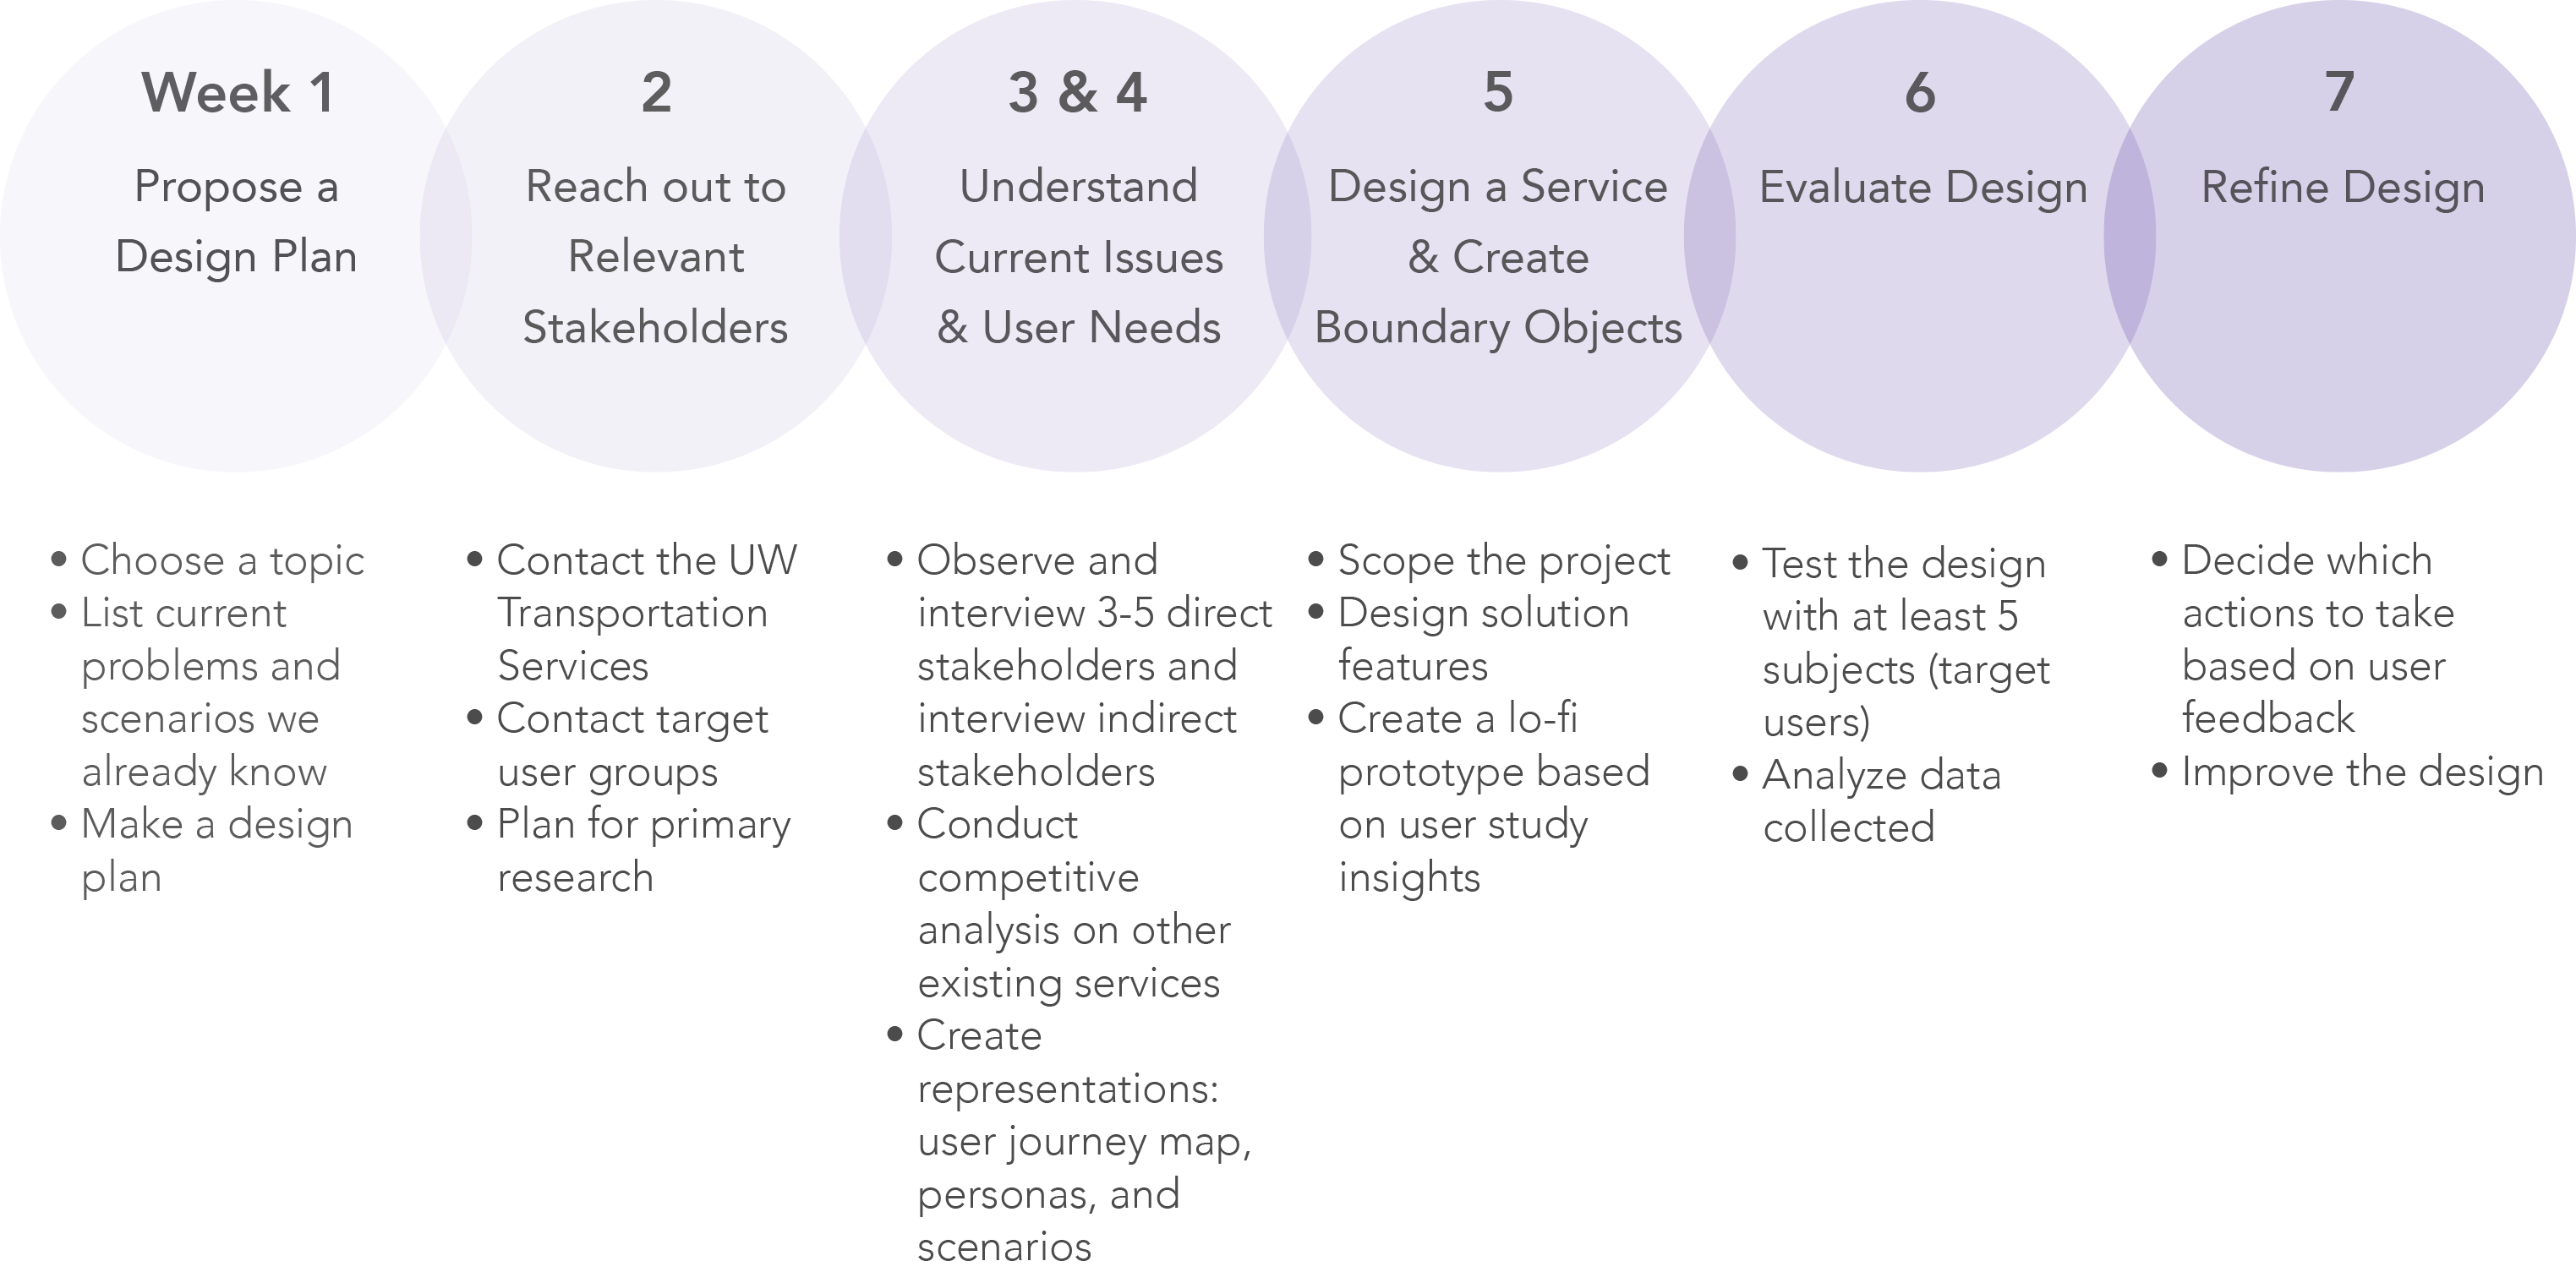 Week 1
Propose a
Design Plan
2
Reach out to
Relevant
Stakeholders
3 & 4
Understand
Current Issues
& User Needs
5
Design a Service
& Create
Boundary Objects
6
Evaluate Design
7
Refine Design
• Choose a topic
• List current
problems and
scenarios we
already know
• Make a design
plan
• Contact the UW
Transportation
Services
• Contact target
user groups
• Plan for primary
research
• Observe and
interview 3-5 direct
stakeholders and
interview indirect
stakeholders
• Conduct
competitive
analysis on other
existing services
• Create
representations:
user journey map,
personas, and
scenarios
• Scope the project
• Design solution
features
• Create a lo-fi
prototype based
on user study
insights
• Test the design
with at least 5
subjects (target
users)
• Analyze data
collected
• Decide which
actions to take
based on user
feedback
• Improve the design